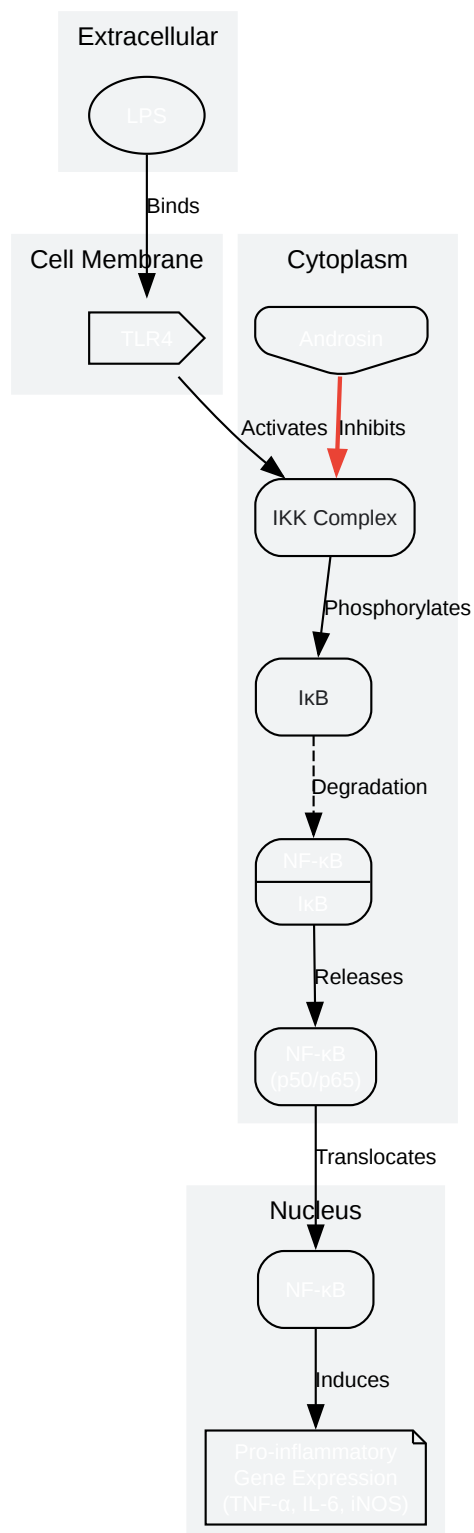 Extracellular
LPS
Binds
Cell Membrane
Cytoplasm
TLR4
Androsin
Activates
Inhibits
IKK Complex
Phosphorylates
IκB
Degradation
NF-κB
IκB
Releases
NF-κB
(p50/p65)
Translocates
Nucleus
NF-κB
Induces
Pro-inflammatory
Gene Expression
(TNF-α, IL-6, iNOS)